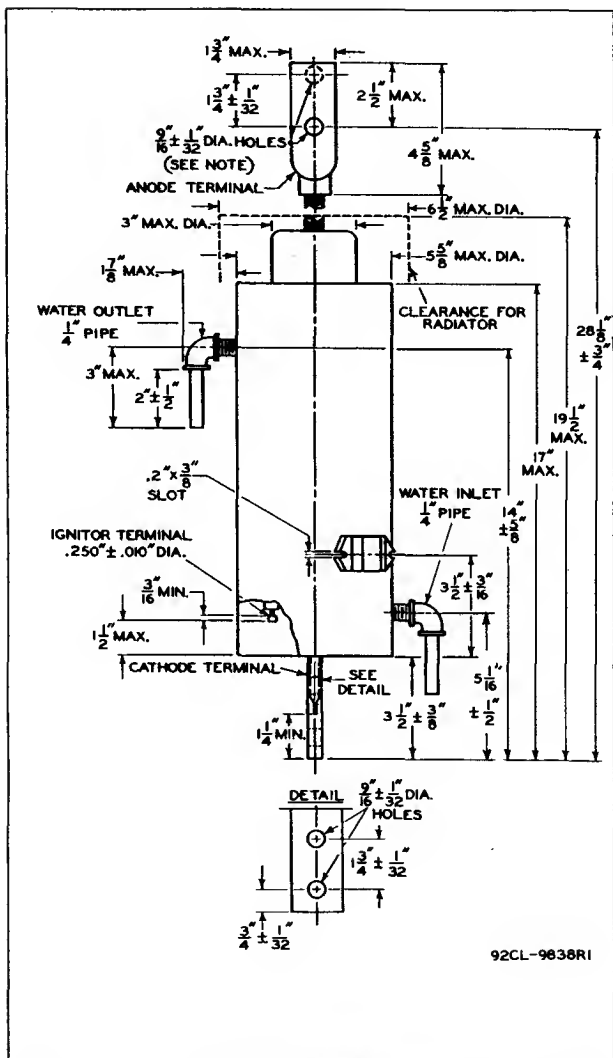 1 3/4" MAX.
1 3/4" ± 1/32"
2 1/2" MAX.
9/16" ± 1/32" DIA. HOLES
(SEE NOTE)
4 5/8" MAX.
ANODE TERMINAL
3" MAX. DIA.
6 1/2" MAX. DIA.
1 7/8" MAX.
5 5/8" MAX. DIA.
WATER OUTLET
1/4" PIPE
CLEARANCE FOR
RADIATOR
28 1/8"
± 3/4"
3" MAX.
2" ± 1/2"
19 1/2"
MAX.
17"
MAX.
.2" x 3/8"
SLOT
WATER INLET
1/4" PIPE
14"
± 5/8"
IGNITOR TERMINAL
.250" ± .010" DIA.
3/16" MIN.
3 1/2" ± 3/16"
1 1/2" MAX.
CATHODE TERMINAL
SEE
DETAIL
5 1/16"
± 1/2"
3 1/2" ± 3/8"
1 1/4" MIN.
DETAIL
9/16" ± 1/32" DIA.
HOLES
1 3/4" ± 1/32"
3/4" ± 1/32"
92CL-9838R1